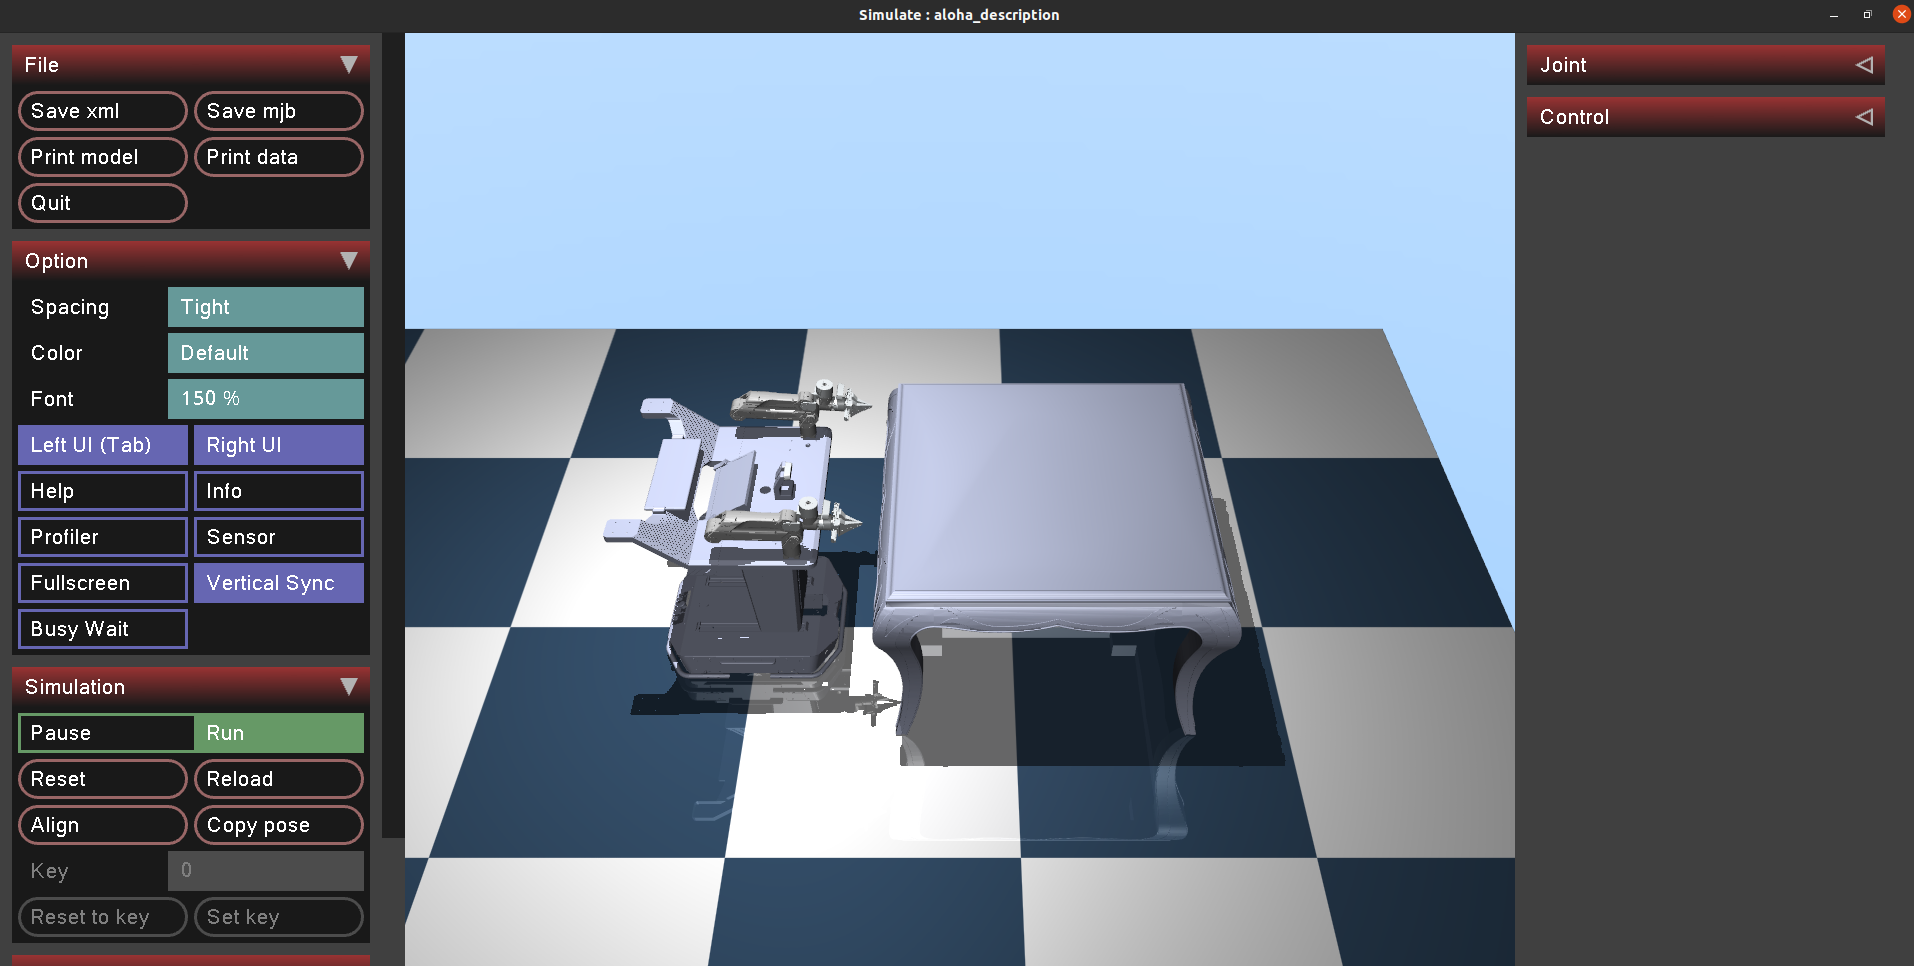 Simulate : aloha_description
File
Save xml
Save mjb
Print model
Print data
Quit
Option
Spacing
Tight
Color
Default
Font
150 %
Left UI (Tab)
Right UI
Help
Info
Profiler
Sensor
Fullscreen
Vertical Sync
Busy Wait
Simulation
Pause
Run
Reset
Reload
Align
Copy pose
Key
0
Reset to key
Set key
Joint
Control